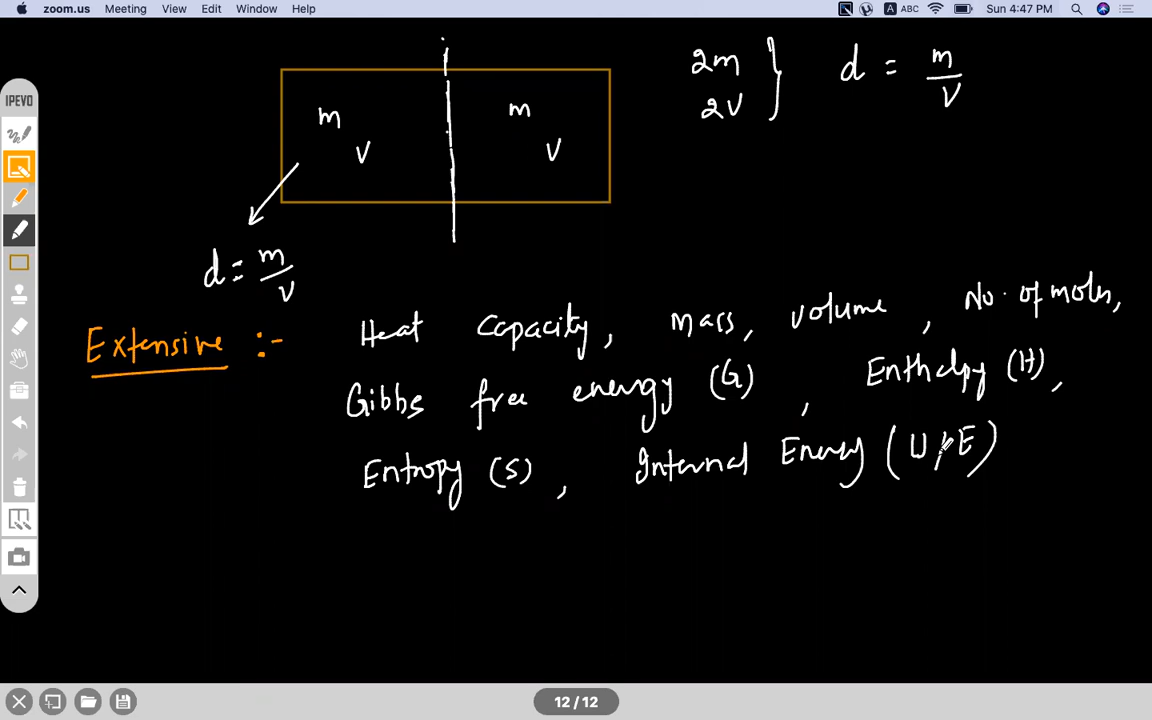 zoom.us Meeting View Edit Window Help ABC Sun 4:47 PM
IPEVO
m m
V V
2m
2V
d = m/V
d = m/V
Extensive :- Heat Capacity, Mass, volume, No. of moles,
Gibbs free energy (G), Enthalpy (H),
Entropy (S), Internal Energy (U/E)
12/12